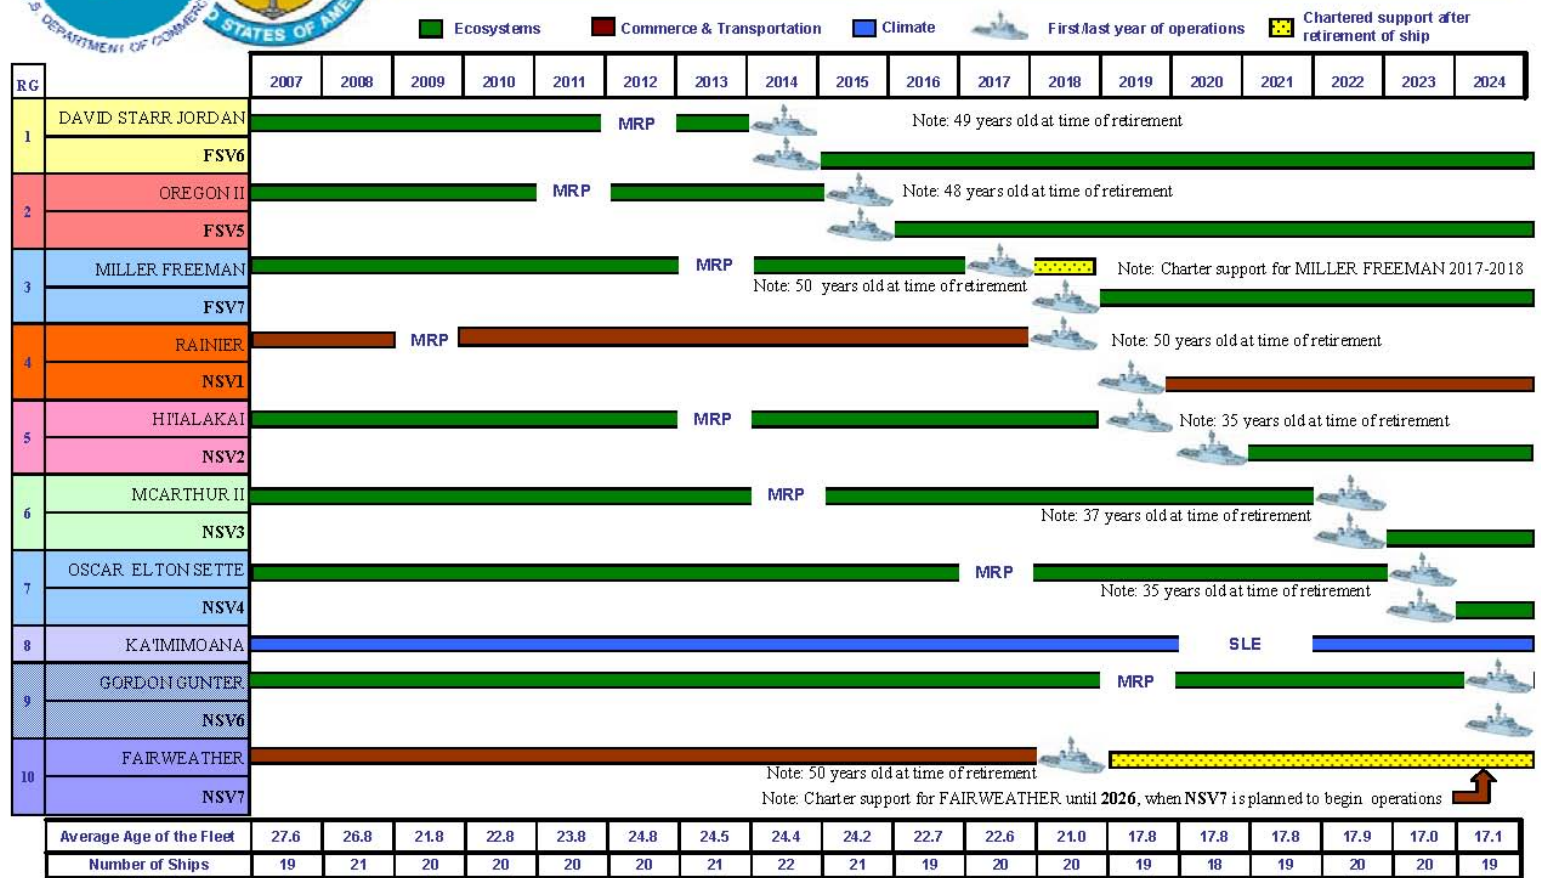 S. DEPARTMENT OF COMMERC
D STATES OF AME
Ecosystems
Commerce & Transportation
Climate
First/last year of operations
Chartered support after
retirement of ship
RG 2007 2008 2009 2010 2011 2012 2013 2014 2015 2016 2017 2018 2019 2020 2021 2022 2023 2024
1
DAVID STARR JORDAN MRP Note: 49 years old at time of retirement
FSV6
2
OREGON II MRP Note: 48 years old at time of retirement
FSV5
3
MILLER FREEMAN MRP Note: Charter support for MILLER FREEMAN 2017-2018
Note: 50 years old at time of retirement
FSV7
4
RAINIER MRP Note: 50 years old at time of retirement
NSV1
5
HI'IALAKAI MRP Note: 35 years old at time of retirement
NSV2
6
MCARTHUR II MRP
Note: 37 years old at time of retirement
NSV3
7
OSCAR ELTON SETTE MRP
Note: 35 years old at time of retirement
NSV4
8 KA'IMIMOANA SLE
9
GORDON GUNTER MRP
NSV6
10
FAIRWEATHER
Note: 50 years old at time of retirement
NSV7 Note: Charter support for FAIRWEATHER until 2026, when NSV7 is planned to begin operations
Average Age of the Fleet 27.6 26.8 21.8 22.8 23.8 24.8 24.5 24.4 24.2 22.7 22.6 21.0 17.8 17.8 17.8 17.9 17.0 17.1
Number of Ships 19 21 20 20 20 20 21 22 21 19 20 20 19 18 19 20 20 19